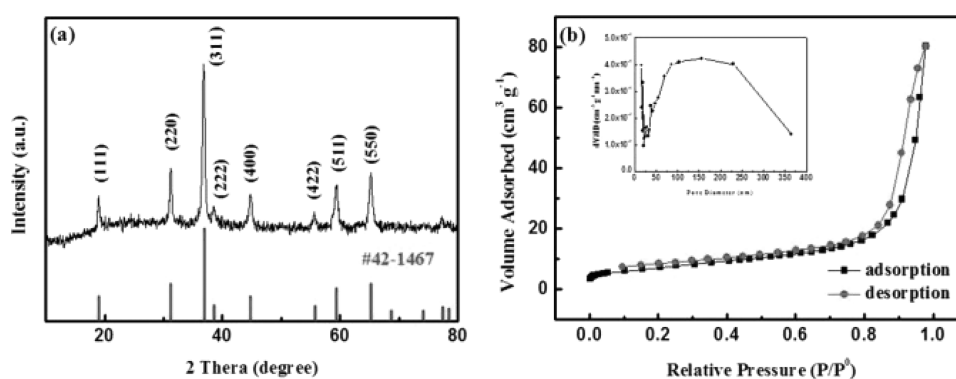 (a)
Intensity (a.u.)
(111)
(220)
(311)
(222)
(400)
(422)
(511)
(550)
#42-1467
20 40 60 80
2 Thera (degree)
(b)
Volume Adsorbed (cm³ g⁻¹)
80
60
40
20
0
0.0 0.2 0.4 0.6 0.8 1.0
Relative Pressure (P/P⁰)
adsorption
desorption
0 50 100 150 200 250 300 350 400
Pore Diameter (nm)